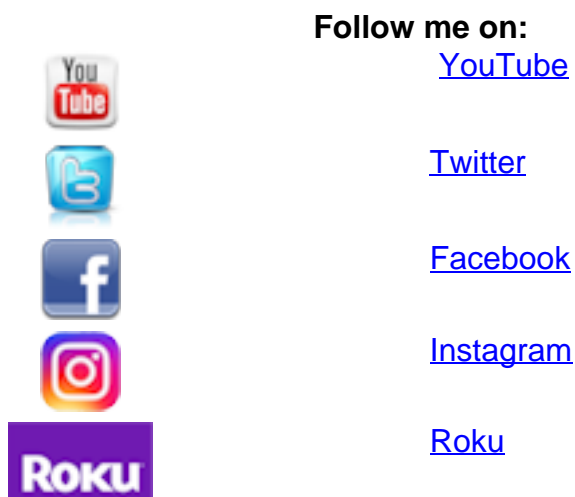 Follow me on:
You Tube YouTube
Twitter
Facebook
Instagram
ROKU Roku